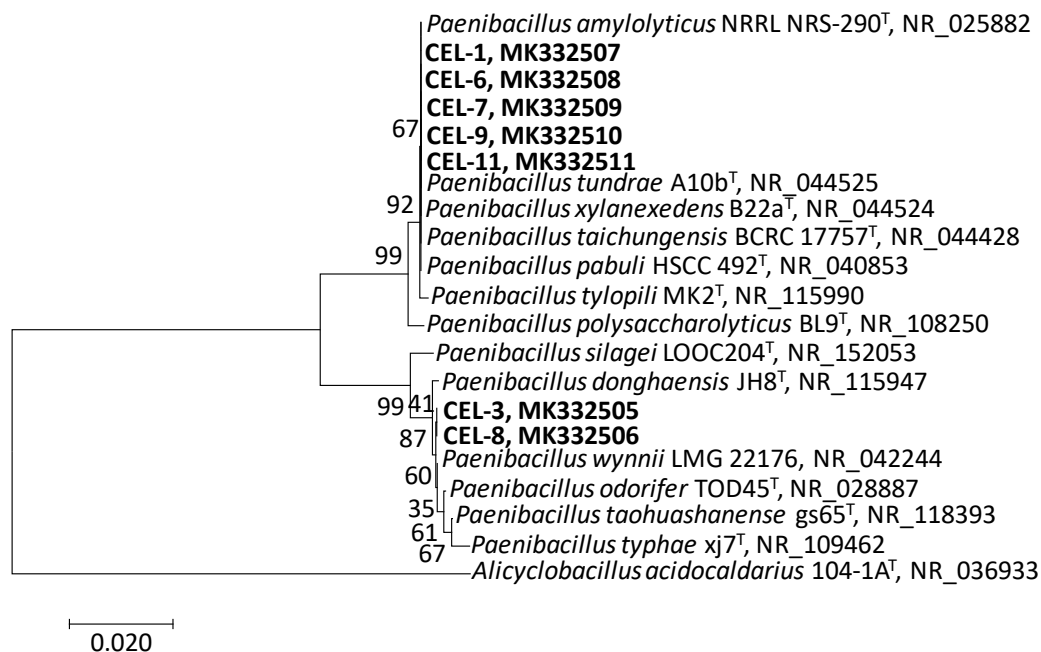 Paenibacillus amylolyticus NRRL NRS-290ᵀ, NR_025882
CEL-1, MK332507
CEL-6, MK332508
CEL-7, MK332509
67
CEL-9, MK332510
CEL-11, MK332511
Paenibacillus tundrae A10bᵀ, NR_044525
92
Paenibacillus xylanexedens B22aᵀ, NR_044524
Paenibacillus taichungensis BCRC 17757ᵀ, NR_044428
99
Paenibacillus pabuli HSCC 492ᵀ, NR_040853
Paenibacillus tylopili MK2ᵀ, NR_115990
Paenibacillus polysaccharolyticus BL9ᵀ, NR_108250
Paenibacillus silagei LOOC204ᵀ, NR_152053
Paenibacillus donghaensis JH8ᵀ, NR_115947
99 41
CEL-3, MK332505
87
CEL-8, MK332506
Paenibacillus wynnii LMG 22176, NR_042244
60
Paenibacillus odorifer TOD45ᵀ, NR_028887
35
Paenibacillus taohuashanense gs65ᵀ, NR_118393
61
67
Paenibacillus typhae xj7ᵀ, NR_109462
Alicyclobacillus acidocaldarius 104-1Aᵀ, NR_036933
0.020